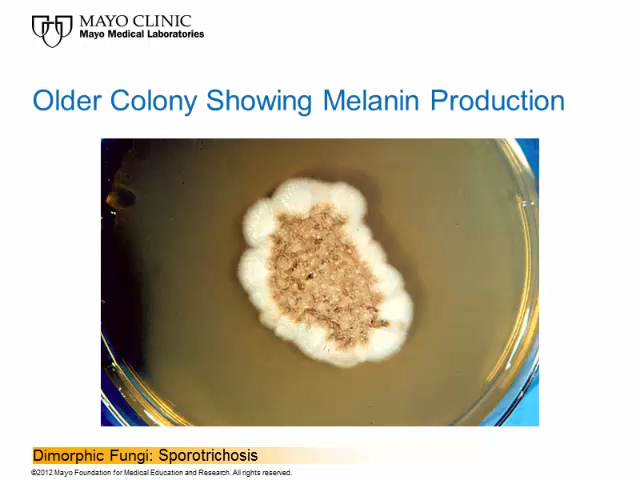 MAYO CLINIC
Mayo Medical Laboratories
Older Colony Showing Melanin Production
Dimorphic Fungi: Sporotrichosis
©2012 Mayo Foundation for Medical Education and Research. All rights reserved.